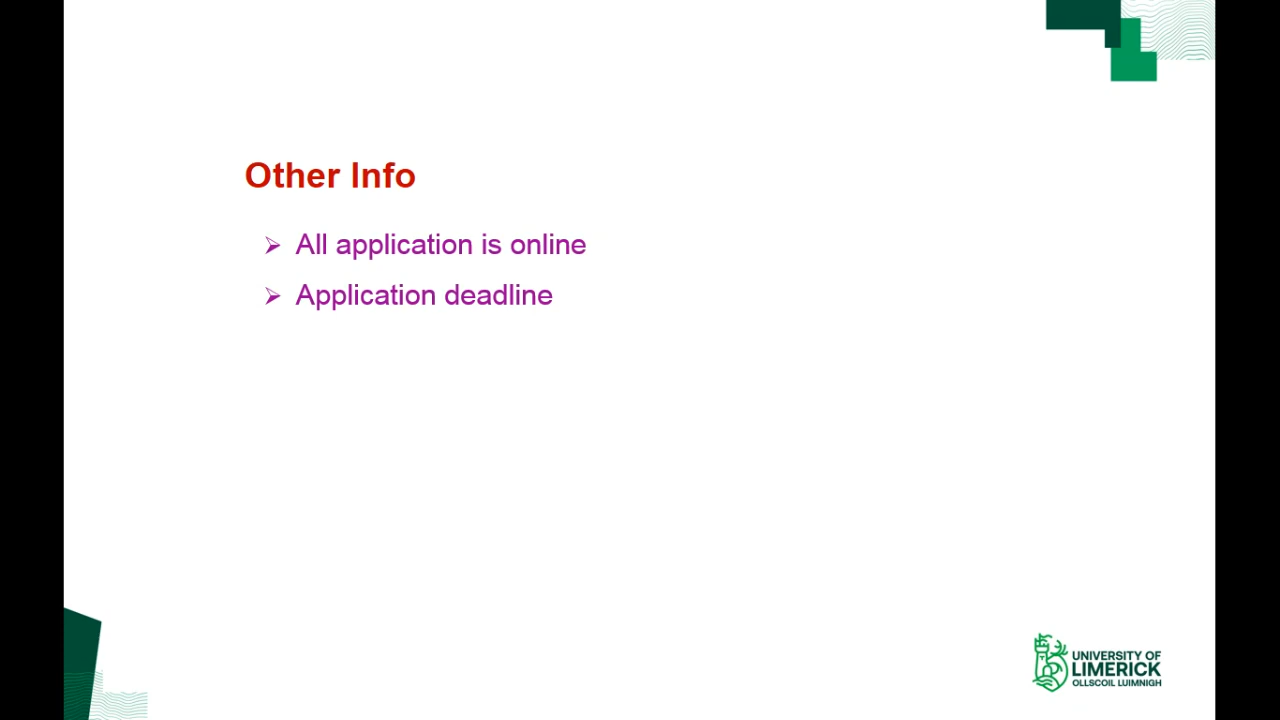 Other Info
➢ All application is online
➢ Application deadline
UNIVERSITY OF
LIMERICK
OLLSCOIL LUIMNIGH